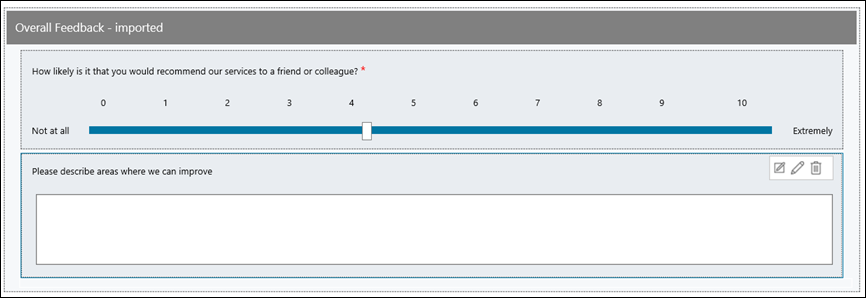 Overall Feedback - imported
How likely is it that you would recommend our services to a friend or colleague? *
0 1 2 3 4 5 6 7 8 9 10
Not at all Extremely
Please describe areas where we can improve